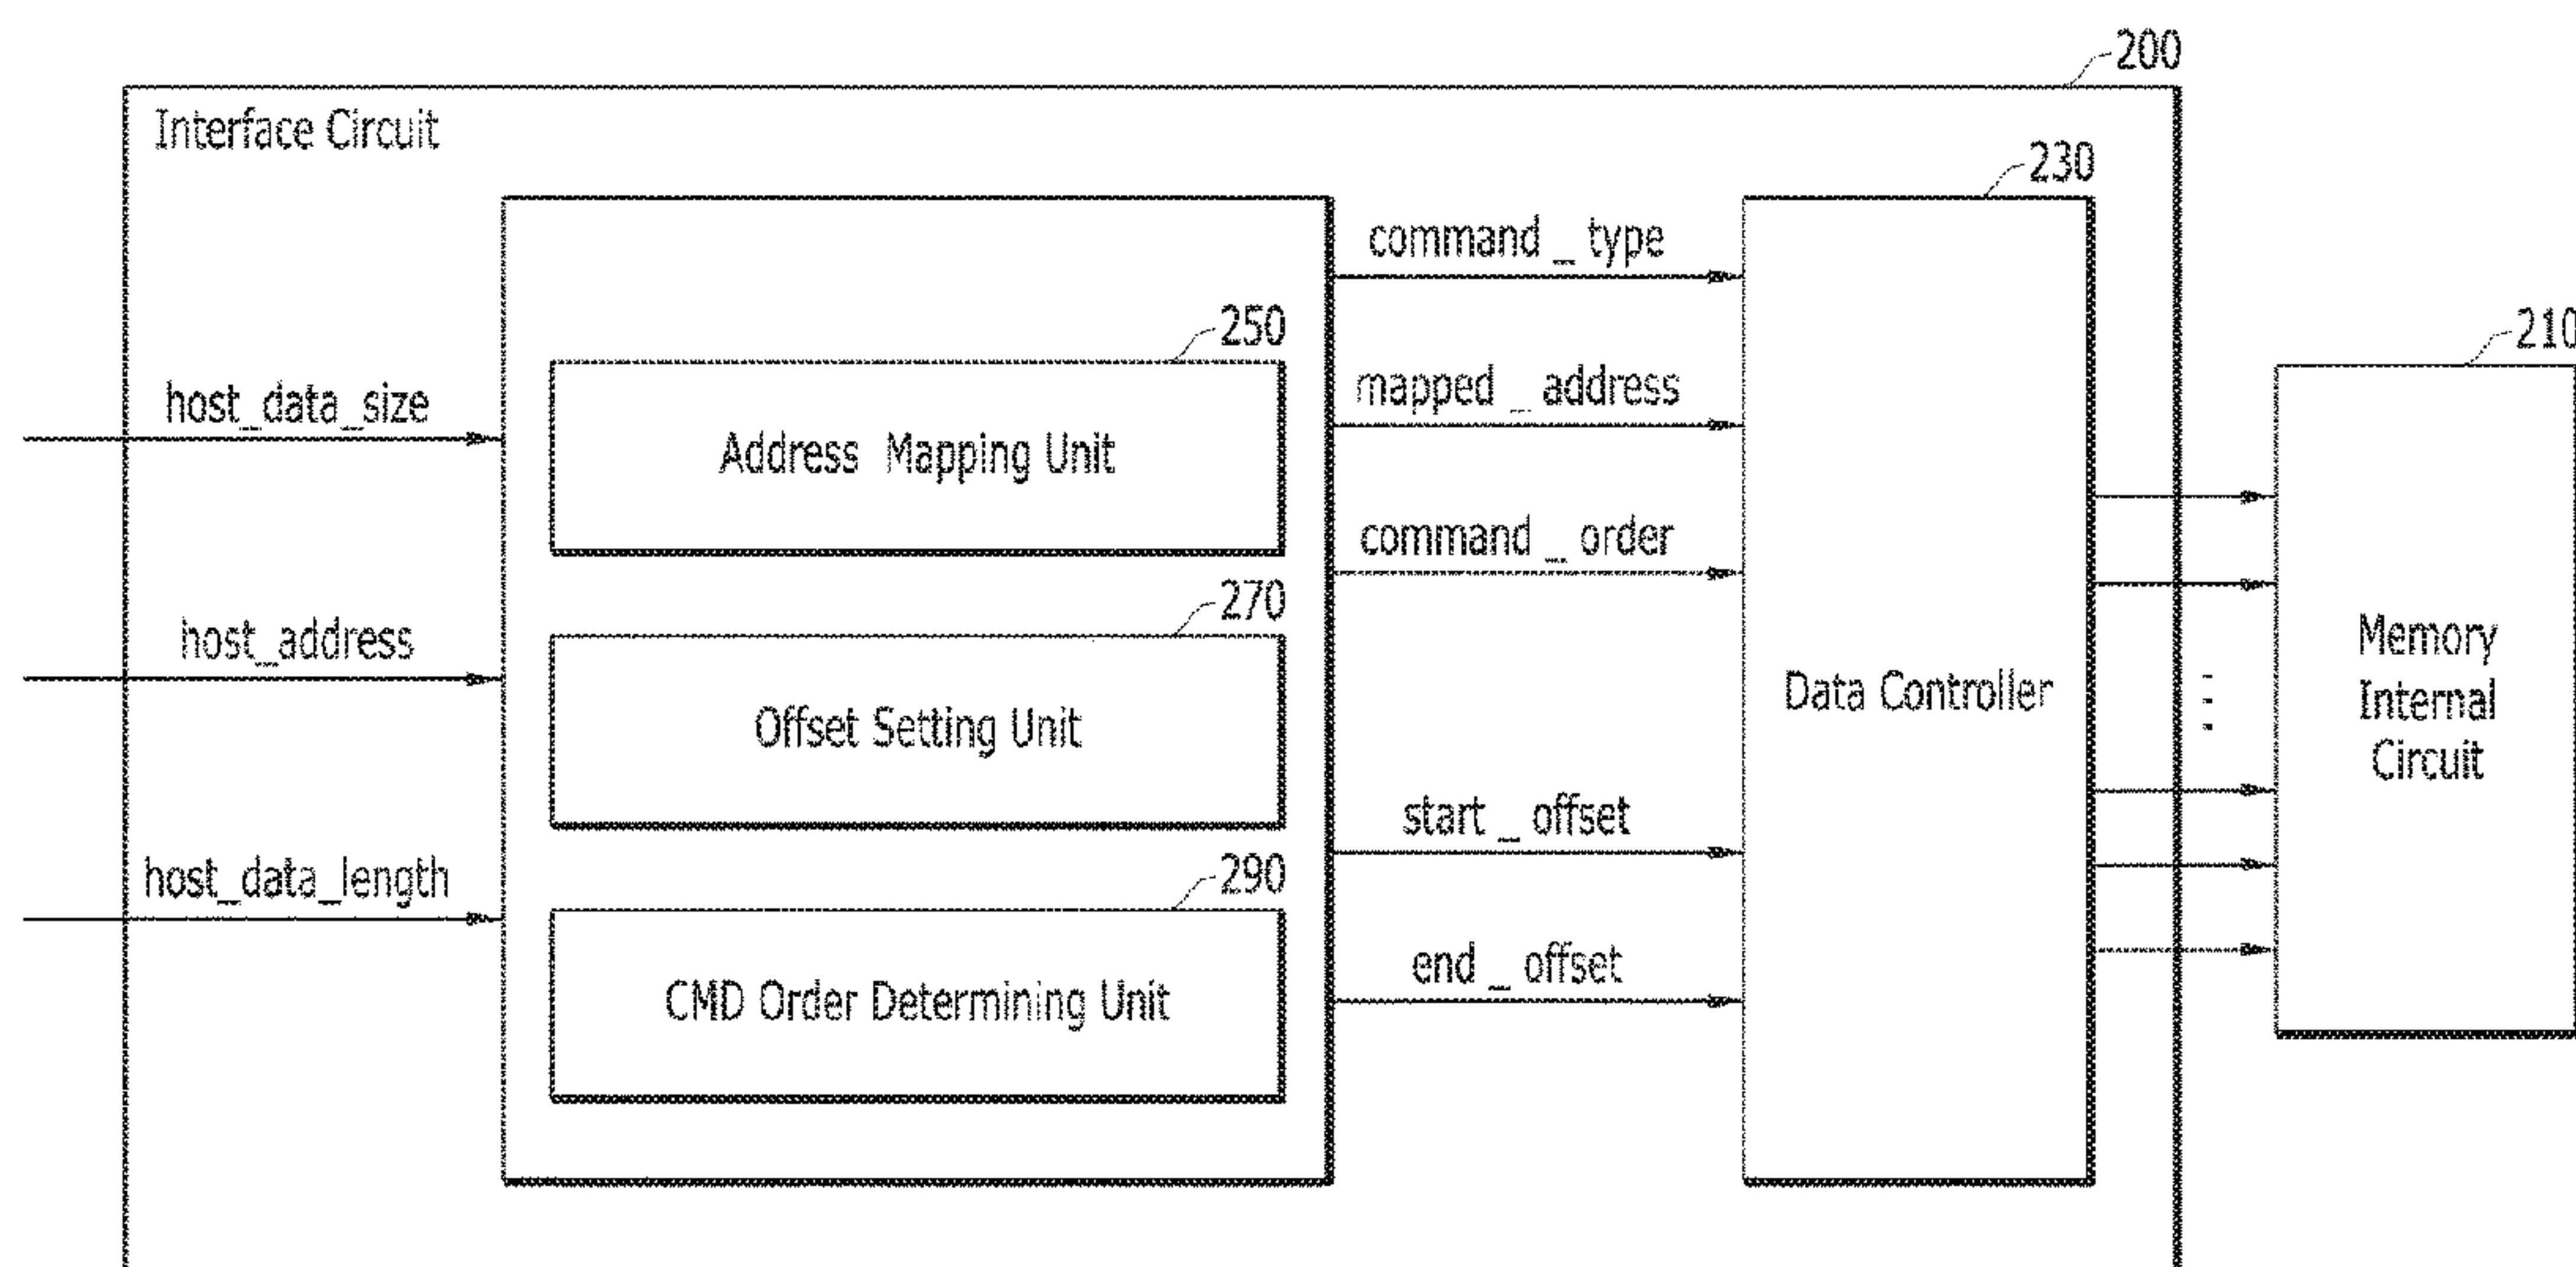 200
Interface Circuit
230
command _ type
250
210
mapped _ address
host_data_size
Address Mapping Unit
command _ order
270
host_address
Memory
Internal
Circuit
Data Controller
Offset Setting Unit
start _ offset
290
host_data_length
end _ offset
CMD Order Determining Unit